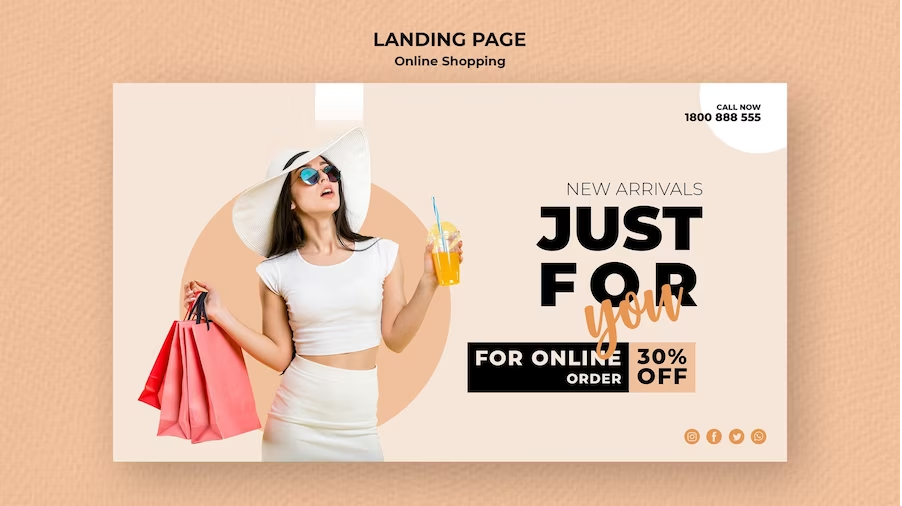 LANDING PAGE
Online Shopping
CALL NOW
1800 888 555
NEW ARRIVALS
JUST
FOR
you
FOR ONLINE
ORDER
30%
OFF